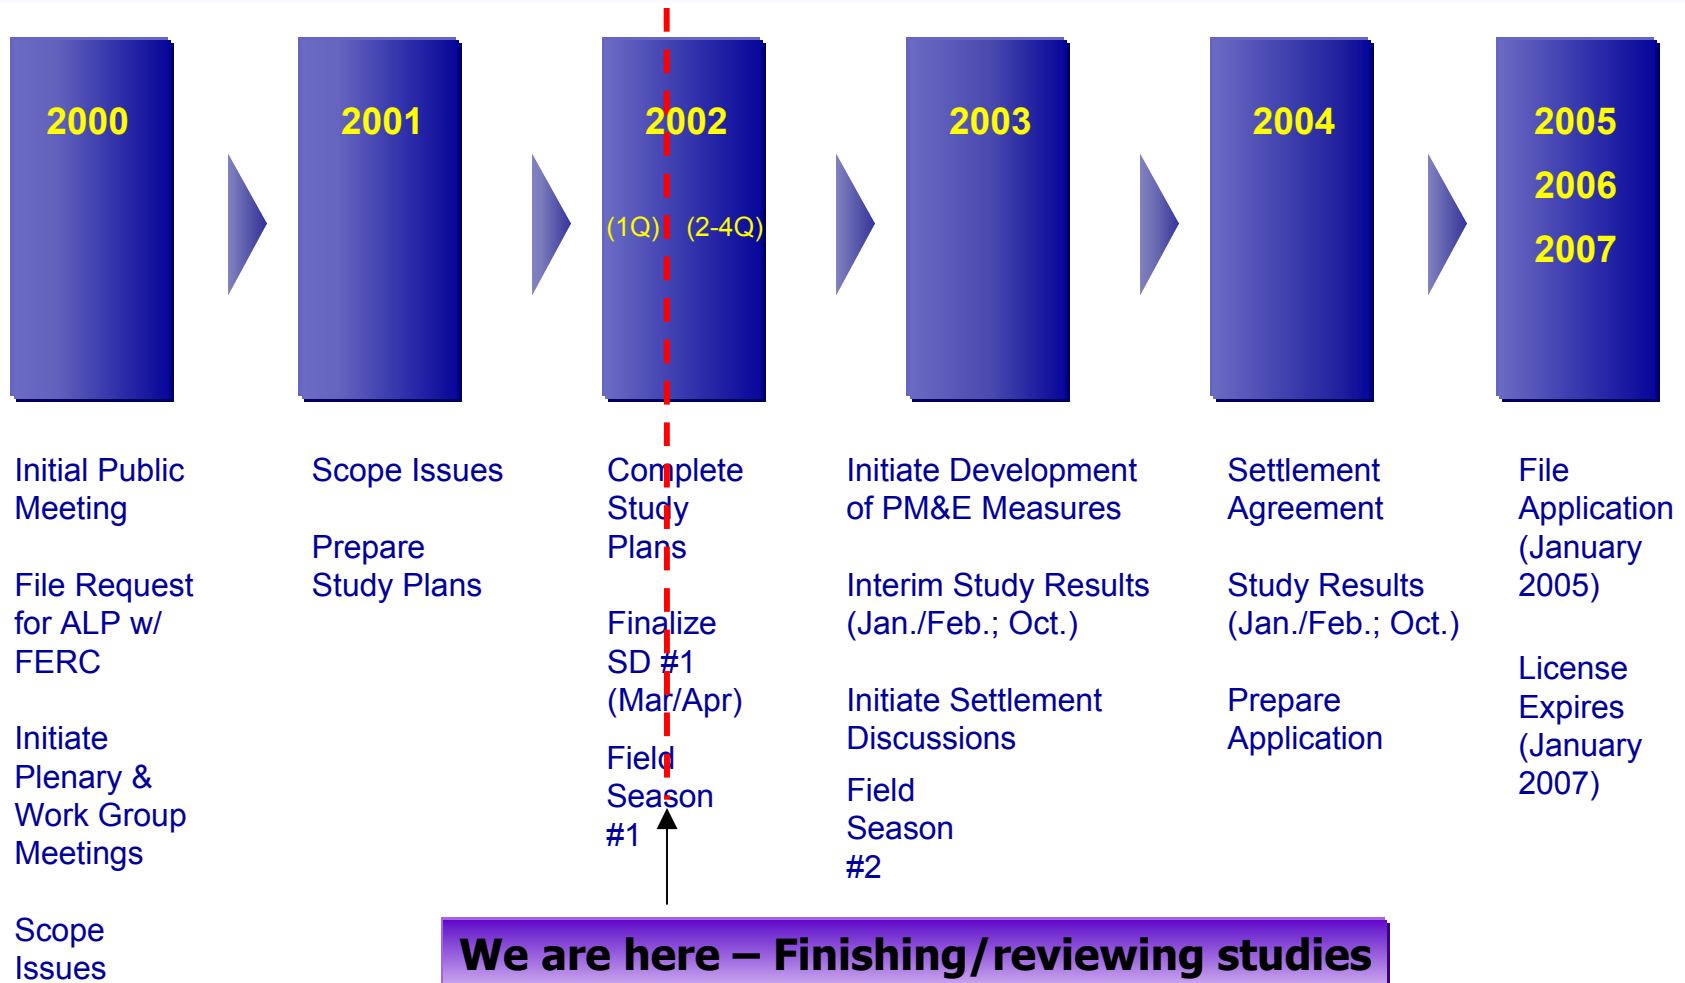 2000
2001
2002
(1Q)
(2-4Q)
2003
2004
2005
2006
2007
Initial Public
Meeting
File Request
for ALP w/
FERC
Initiate
Plenary &
Work Group
Meetings
Scope
Issues
Scope Issues
Prepare
Study Plans
Complete
Study
Plans
Finalize
SD #1
(Mar/Apr)
Field
Season
#1
Initiate Development
of PM&E Measures
Interim Study Results
(Jan./Feb.; Oct.)
Initiate Settlement
Discussions
Field
Season
#2
Settlement
Agreement
Study Results
(Jan./Feb.; Oct.)
Prepare
Application
File
Application
(January
2005)
License
Expires
(January
2007)
We are here – Finishing/reviewing studies